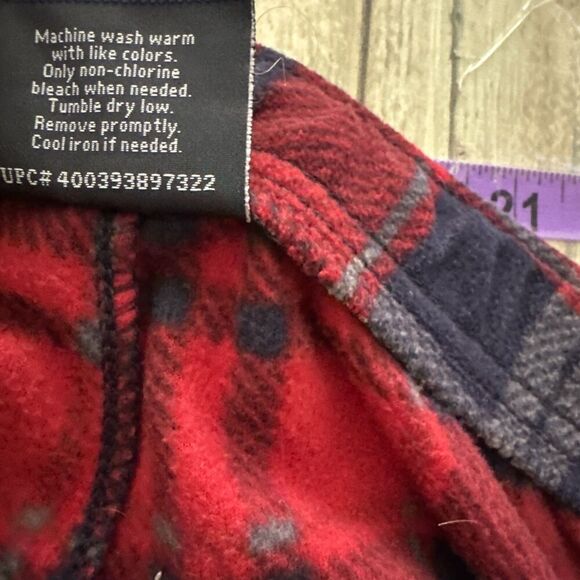 Machine wash warm
with like colors.
Only non-chlorine
bleach when needed.
Tumble dry low.
Remove promptly.
Cool iron if needed.
UPC# 400393897322
21